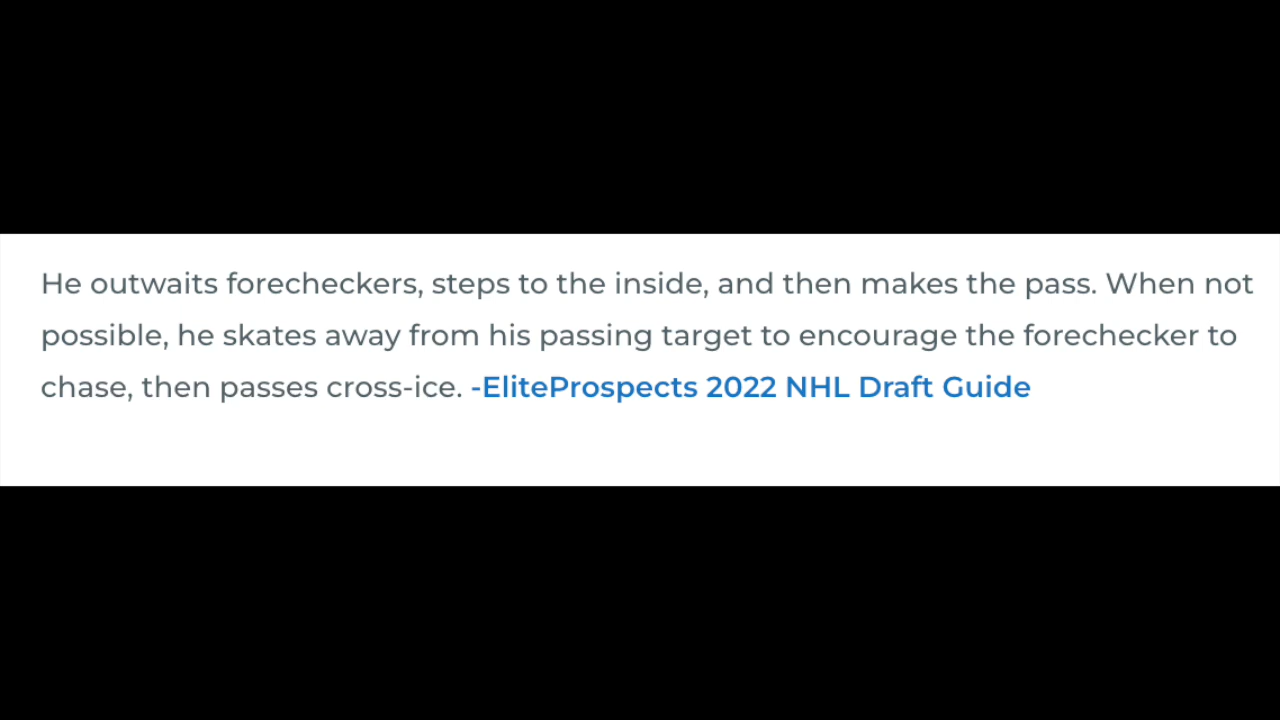 He outwaits forecheckers, steps to the inside, and then makes the pass. When not
possible, he skates away from his passing target to encourage the forechecker to
chase, then passes cross-ice. -EliteProspects 2022 NHL Draft Guide